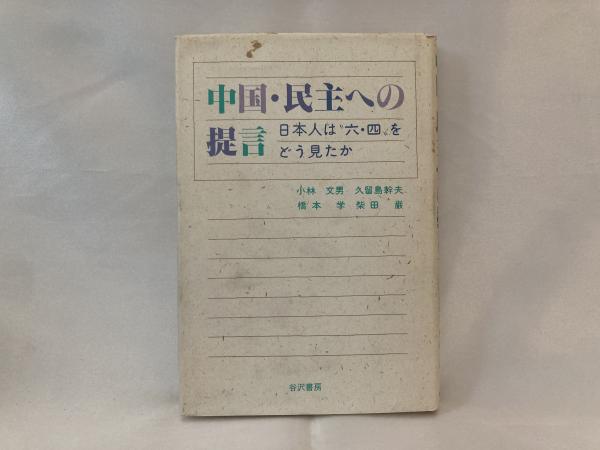 中国・民主への
提言 日本人は〝六・四〟を
どう見たか
小林 文男 久留島幹夫
橋本 学 柴田 巌
谷沢書房